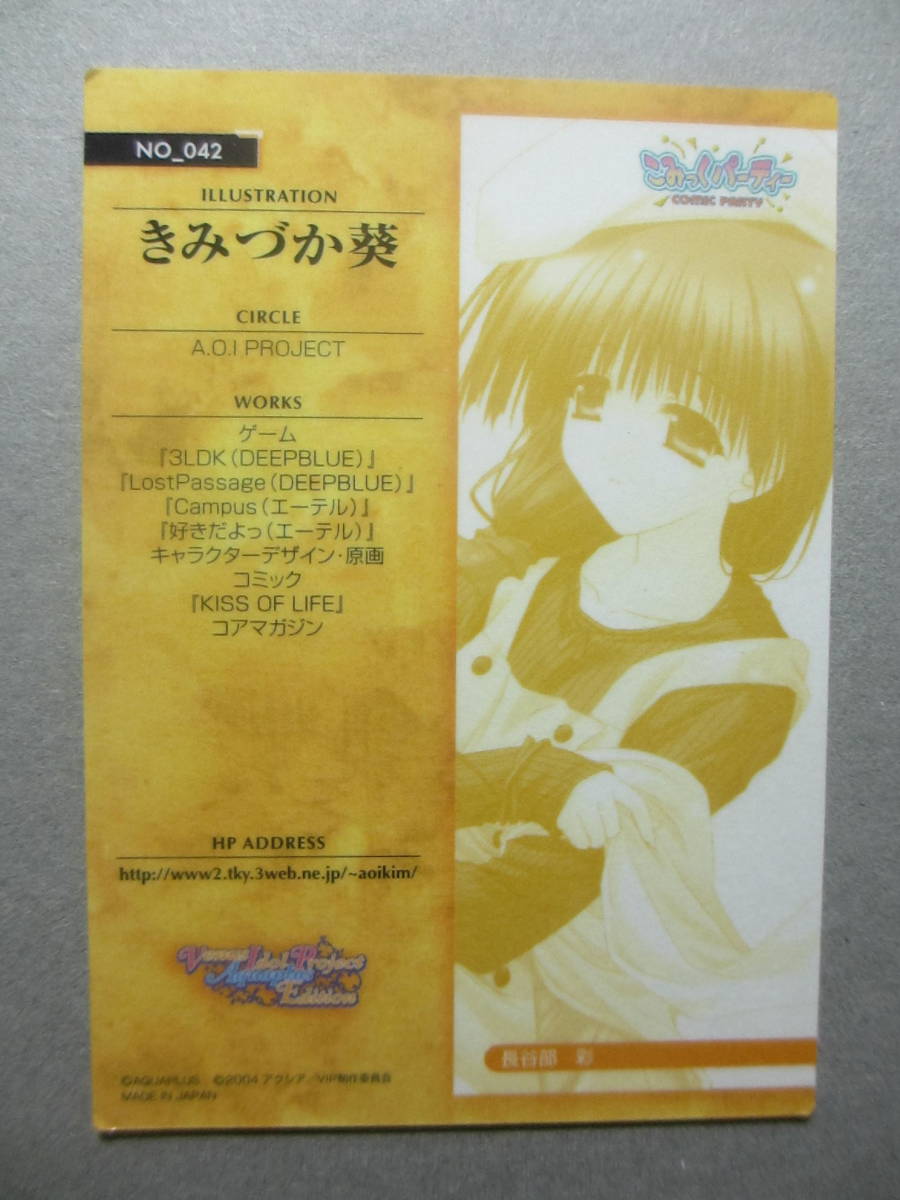 NO_042
ILLUSTRATION
きみづか葵
CIRCLE
A.O.I PROJECT
WORKS
ゲーム
『3LDK(DEEPBLUE)』
『LostPassage(DEEPBLUE)』
『Campus(エーテル)』
『好きだよっ(エーテル)』
キャラクターデザイン・原画
コミック
『KISS OF LIFE』
コアマガジン
HP ADDRESS
http://www2.tky.3web.ne.jp/~aoikim/
Venus Idol Project
Aquaplus
Edition
©AQUAPLUS ©2004 アクシア/VIP制作委員会
MADE IN JAPAN
こみっくパーティー
COMIC PARTY
長谷部 彩